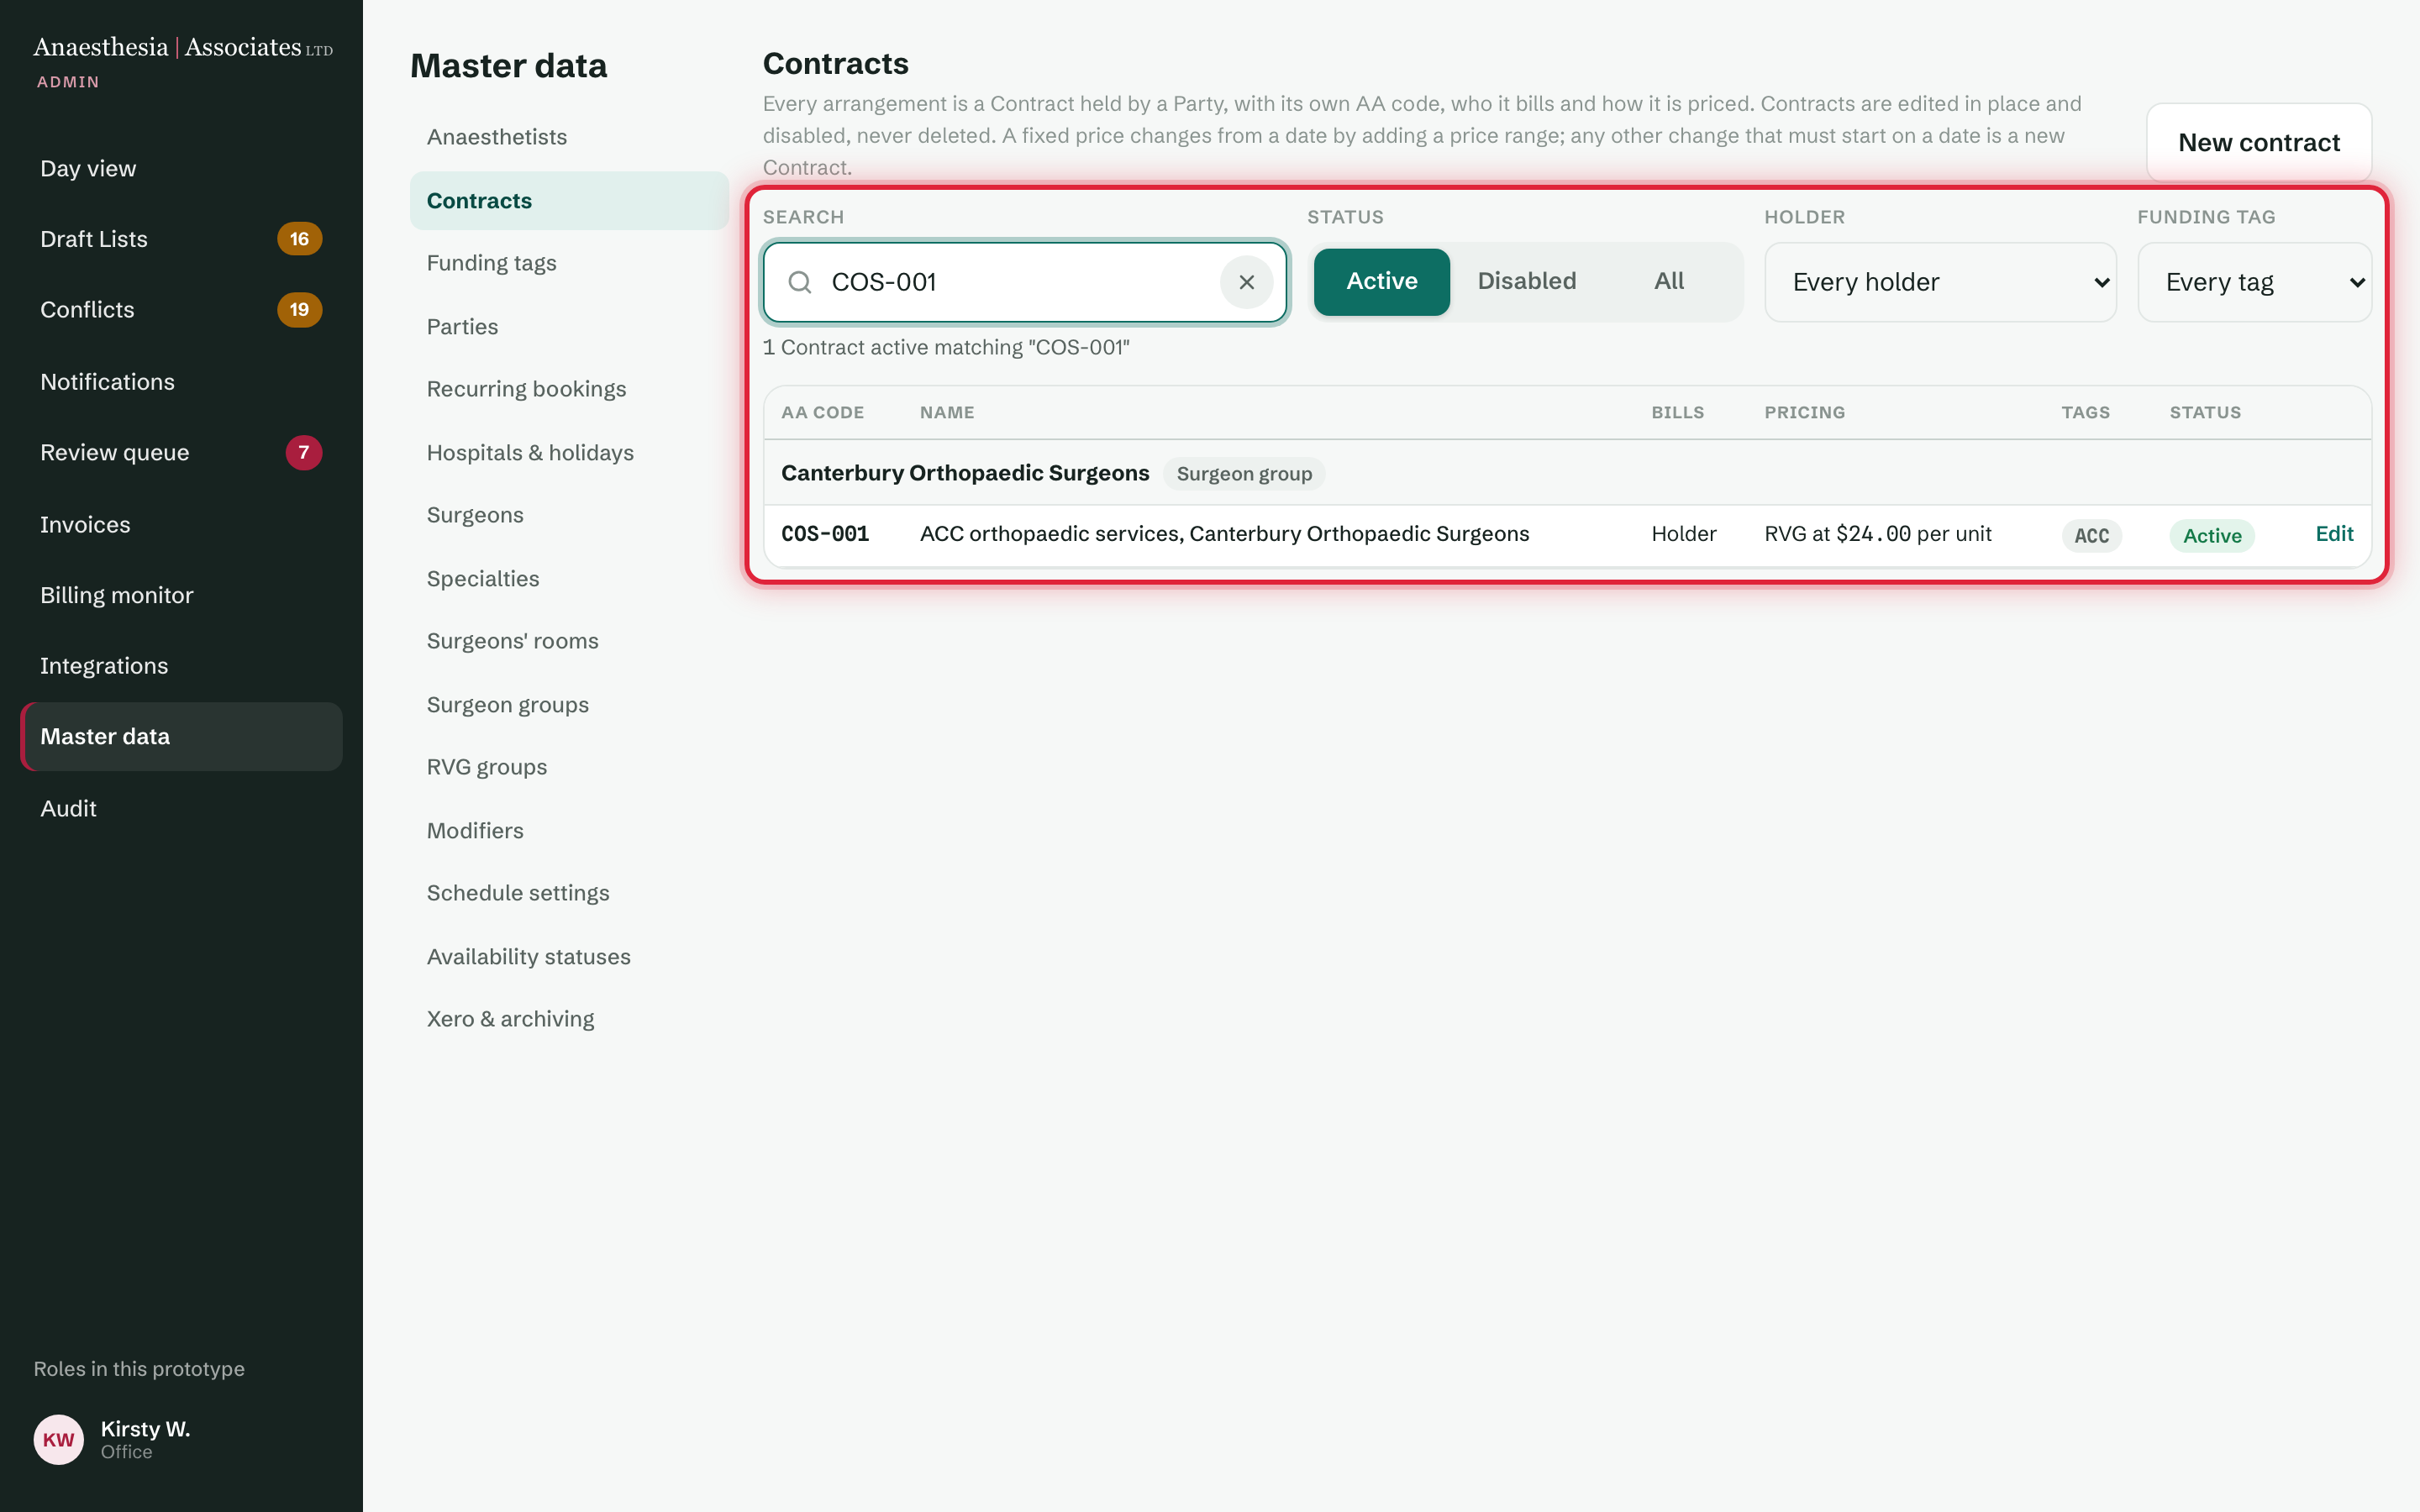 Anaesthesia | Associates LTD
ADMIN
Day view
Draft Lists 16
Conflicts 19
Notifications
Review queue 7
Invoices
Billing monitor
Integrations
Master data
Audit
Roles in this prototype
KW
Kirsty W.
Office
Master data
Anaesthetists
Contracts
Funding tags
Parties
Recurring bookings
Hospitals & holidays
Surgeons
Specialties
Surgeons' rooms
Surgeon groups
RVG groups
Modifiers
Schedule settings
Availability statuses
Xero & archiving
Contracts
Every arrangement is a Contract held by a Party, with its own AA code, who it bills and how it is priced. Contracts are edited in place and
disabled, never deleted. A fixed price changes from a date by adding a price range; any other change that must start on a date is a new
Contract.
New contract
SEARCH STATUS HOLDER FUNDING TAG
COS-001 Active Disabled All Every holder Every tag
1 Contract active matching "COS-001"
AA CODE NAME BILLS PRICING TAGS STATUS
Canterbury Orthopaedic Surgeons Surgeon group
COS-001 ACC orthopaedic services, Canterbury Orthopaedic Surgeons Holder RVG at $24.00 per unit ACC Active Edit